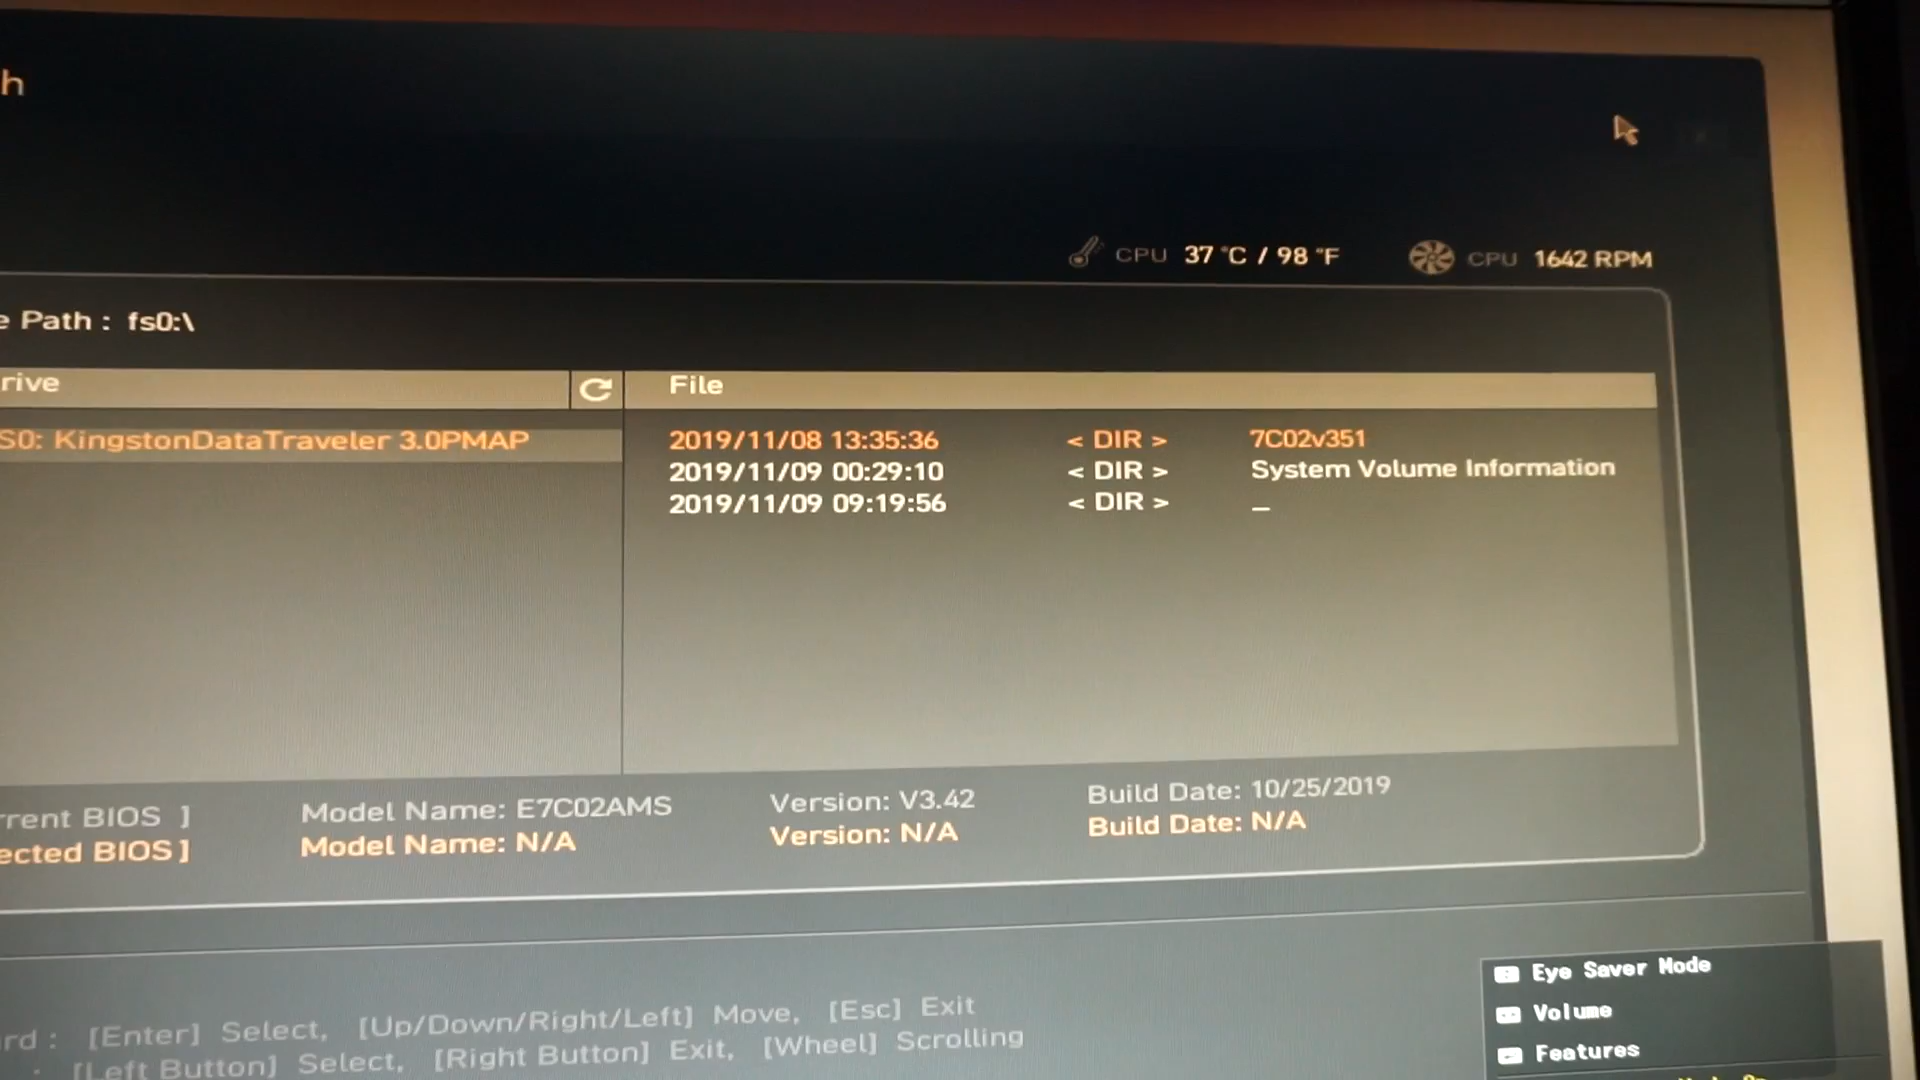 h
CPU 37 °C / 98 °F CPU 1642 RPM
e Path : fs0:\
rive File
S0: KingstonDataTraveler 3.0PMAP
2019/11/08 13:35:36 < DIR > 7C02v351
2019/11/09 00:29:10 < DIR > System Volume Information
2019/11/09 09:19:56 < DIR > _
rrent BIOS ] Model Name: E7C02AMS Version: V3.42 Build Date: 10/25/2019
ected BIOS ] Model Name: N/A Version: N/A Build Date: N/A
rd : [Enter] Select, [Up/Down/Right/Left] Move, [Esc] Exit
: [Left Button] Select, [Right Button] Exit, [Wheel] Scrolling
Eye Saver Mode
Volume
Features